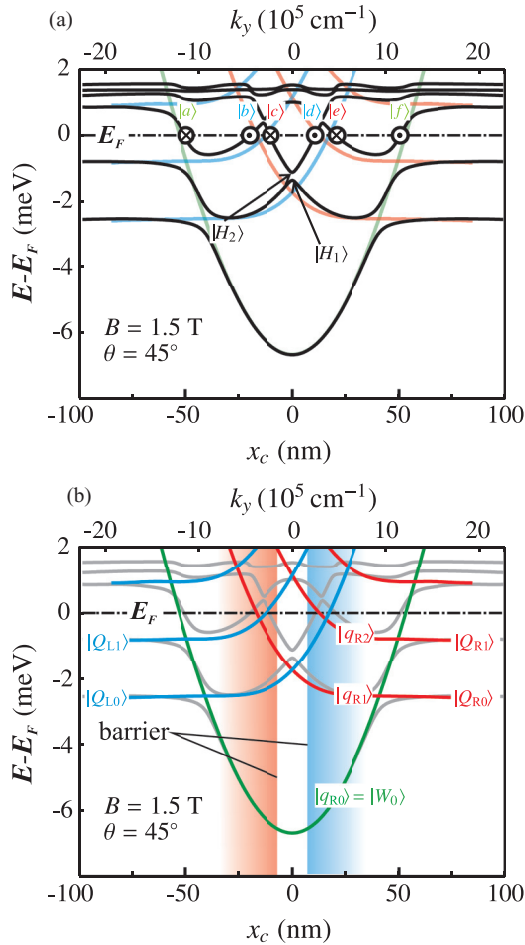 (a)
k_y (10^5 cm^−1)
-20 -10 0 10 20
2
0
-2
-4
-6
E-E_F (meV)
E_F
|a⟩ |b⟩ |c⟩ |d⟩ |e⟩ |f⟩
|H_2⟩
|H_1⟩
B = 1.5 T
θ = 45°
-100 -50 0 50 100
x_c (nm)
(b)
k_y (10^5 cm^−1)
-20 -10 0 10 20
2
0
-2
-4
-6
E-E_F (meV)
E_F
|Q_L1⟩ |q_R2⟩ |Q_R1⟩
|Q_L0⟩ |q_R1⟩ |Q_R0⟩
barrier
|q_R0⟩ = |W_0⟩
B = 1.5 T
θ = 45°
-100 -50 0 50 100
x_c (nm)